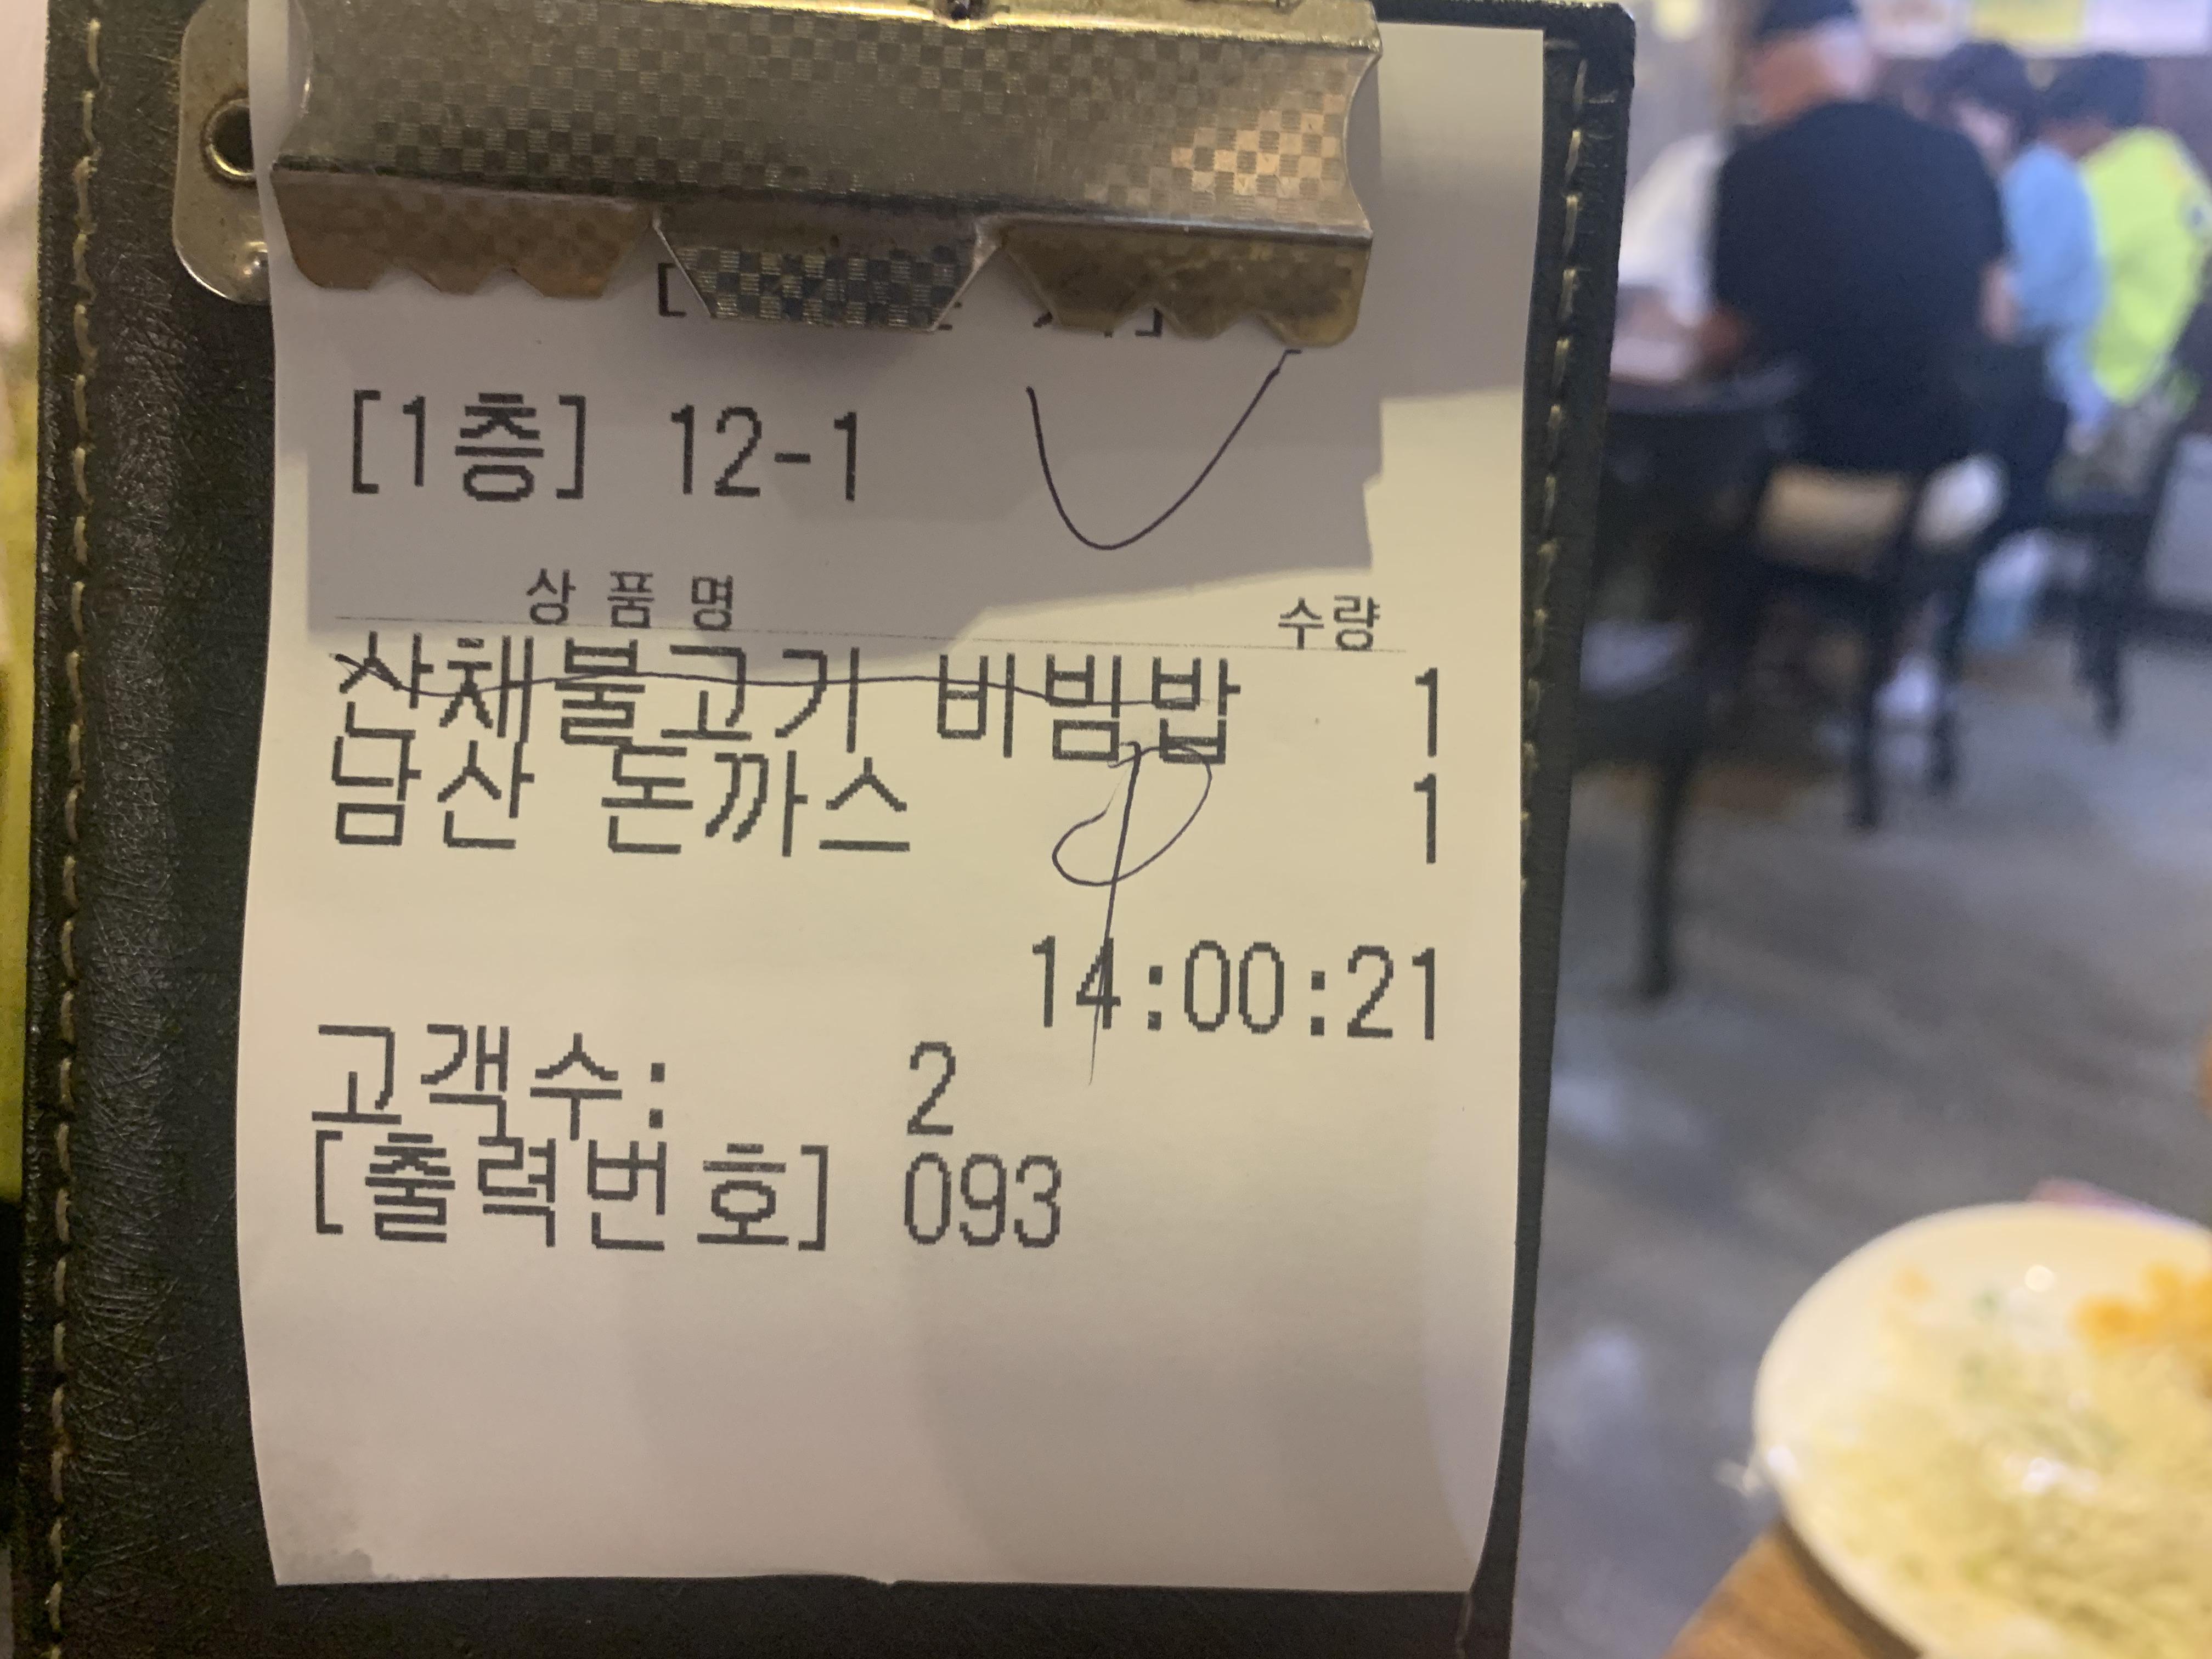 [1층] 12-1
상 품 명 수량
산채불고기 비빔밥 1
남산 돈까스 1
14:00:21
고객수: 2
[출력번호] 093